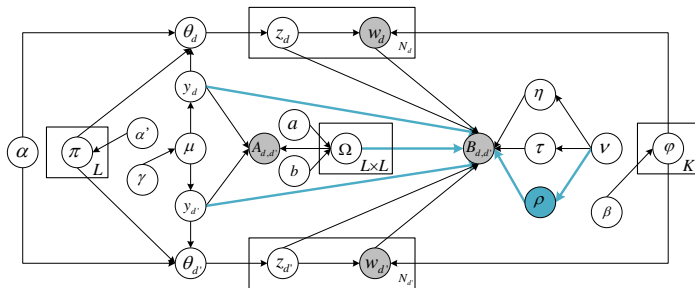 θ_d z_d w_d N_d
y_d a η
α π α' L μ A_{d,d'} Ω B_{d,d'} τ ν φ
γ b L×L K
y_{d'} ρ β
θ_{d'} z_{d'} w_{d'} N_{d'}